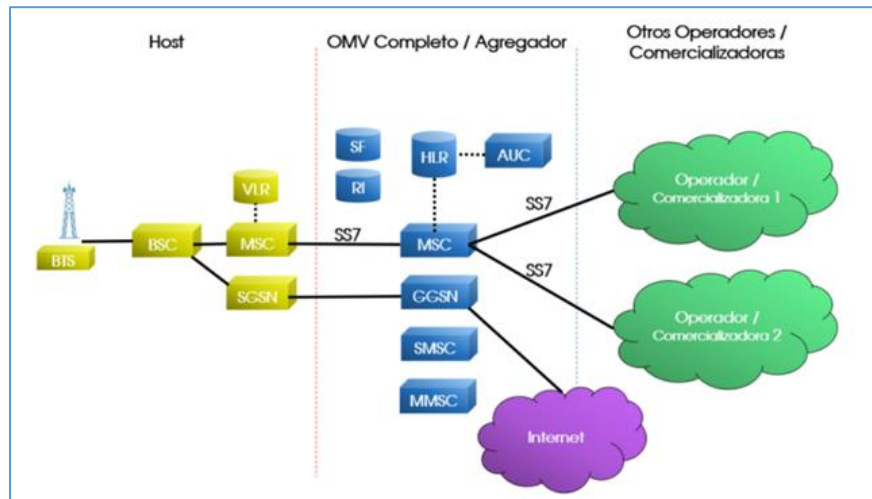 Host
OMV Completo / Agregador
Otros Operadores /
Comercializadoras
SF
RI
HLR
AUC
VLR
BTS
BSC
MSC
SS7
MSC
SS7
SS7
Operador /
Comercializadora 1
SGSN
GGSN
Operador /
Comercializadora 2
SMSC
MMSC
Internet